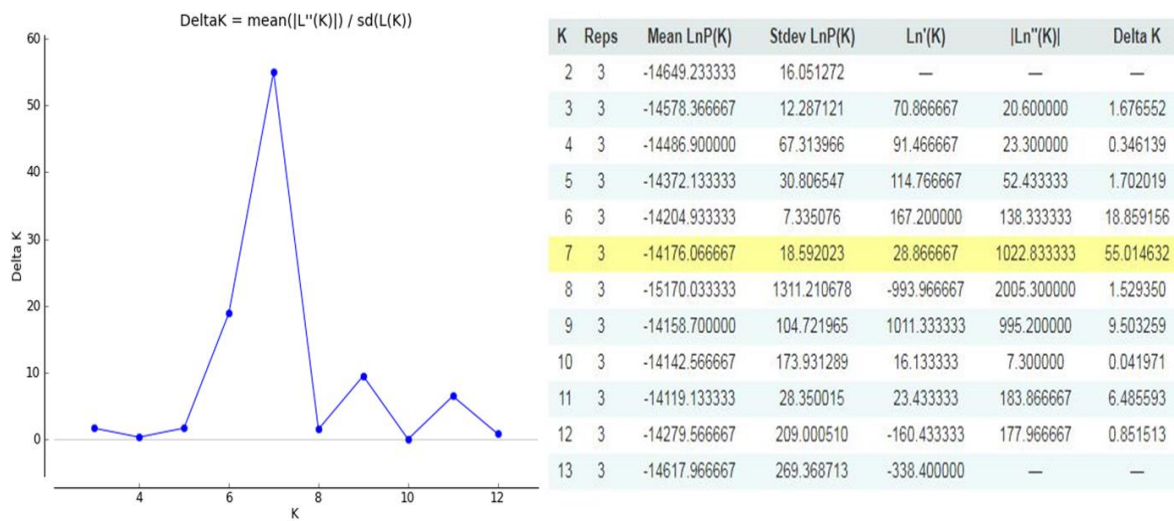 DeltaK = mean(|L''(K)|) / sd(L(K))
60
50
40
30
20
10
0
Delta K
4 6 8 10 12
K
K Reps Mean LnP(K) Stdev LnP(K) Ln'(K) |Ln''(K)| Delta K
2 3 -14649.233333 16.051272 — — —
3 3 -14578.366667 12.287121 70.866667 20.600000 1.676552
4 3 -14486.900000 67.313966 91.466667 23.300000 0.346139
5 3 -14372.133333 30.806547 114.766667 52.433333 1.702019
6 3 -14204.933333 7.335076 167.200000 138.333333 18.859156
7 3 -14176.066667 18.592023 28.866667 1022.833333 55.014632
8 3 -15170.033333 1311.210678 -993.966667 2005.300000 1.529350
9 3 -14158.700000 104.721965 1011.333333 995.200000 9.503259
10 3 -14142.566667 173.931289 16.133333 7.300000 0.041971
11 3 -14119.133333 28.350015 23.433333 183.866667 6.485593
12 3 -14279.566667 209.000510 -160.433333 177.966667 0.851513
13 3 -14617.966667 269.368713 -338.400000 — —